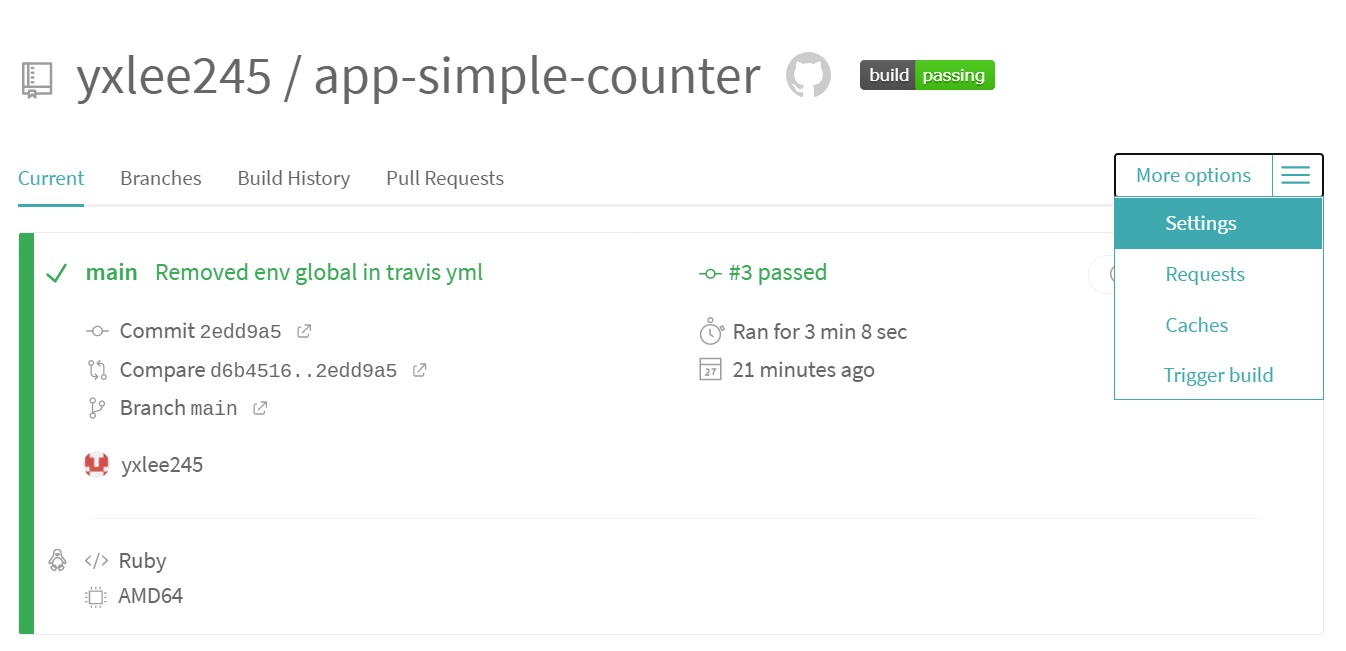 yxlee245 / app-simple-counter build passing
Current Branches Build History Pull Requests More options
Settings
Requests
Caches
Trigger build
main Removed env global in travis yml
Commit 2edd9a5
Compare d6b4516..2edd9a5
Branch main
yxlee245
#3 passed
Ran for 3 min 8 sec
27 21 minutes ago
Ruby
AMD64